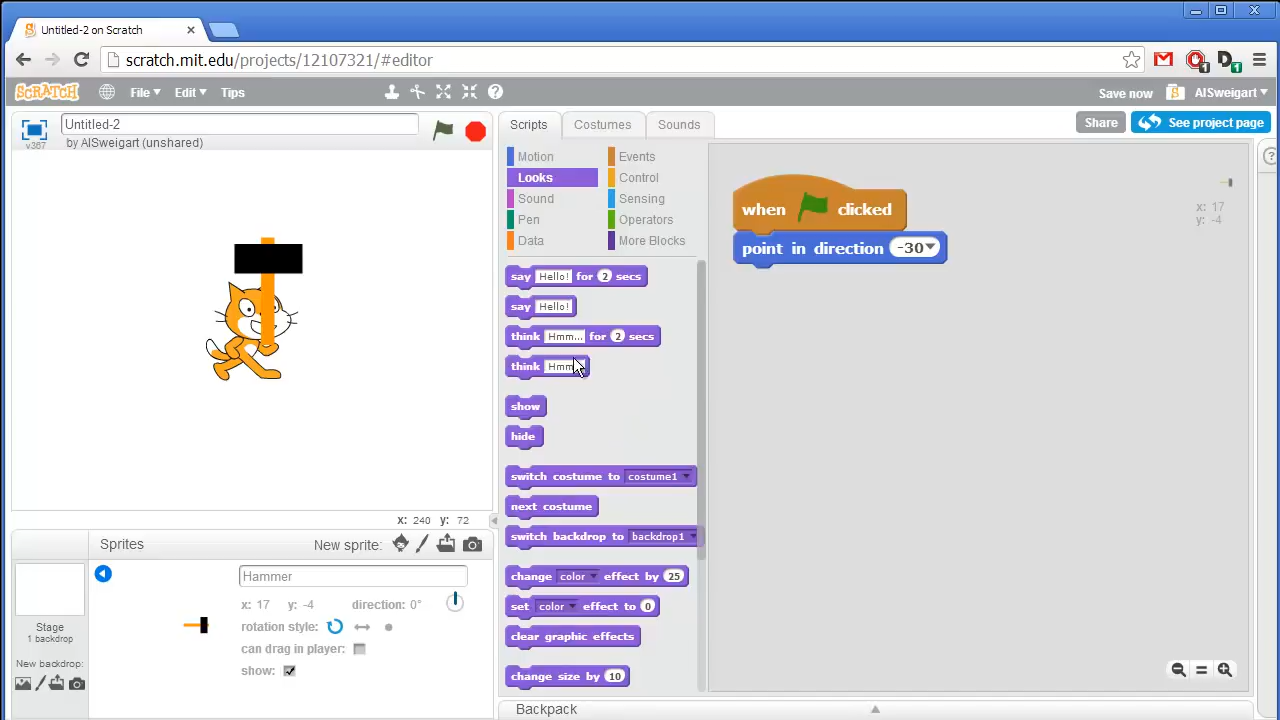 Untitled-2 on Scratch
scratch.mit.edu/projects/12107321/#editor
1
1
SCRATCH
File
Edit
Tips
Save now
AlSweigart
v387
Untitled-2
by AlSweigart (unshared)
Scripts
Costumes
Sounds
Share
See project page
Motion
Events
Looks
Control
Sound
Sensing
Pen
Operators
Data
More Blocks
when clicked
point in direction -30
x: 17
y: -4
say Hello! for 2 secs
say Hello!
think Hmm... for 2 secs
think Hmm
show
hide
switch costume to costume1
next costume
switch backdrop to backdrop1
change color effect by 25
set color effect to 0
clear graphic effects
change size by 10
x: 240 y: 72
Sprites
New sprite:
Stage
1 backdrop
New backdrop:
Hammer
x: 17 y: -4 direction: 0°
rotation style:
can drag in player:
show:
Backpack